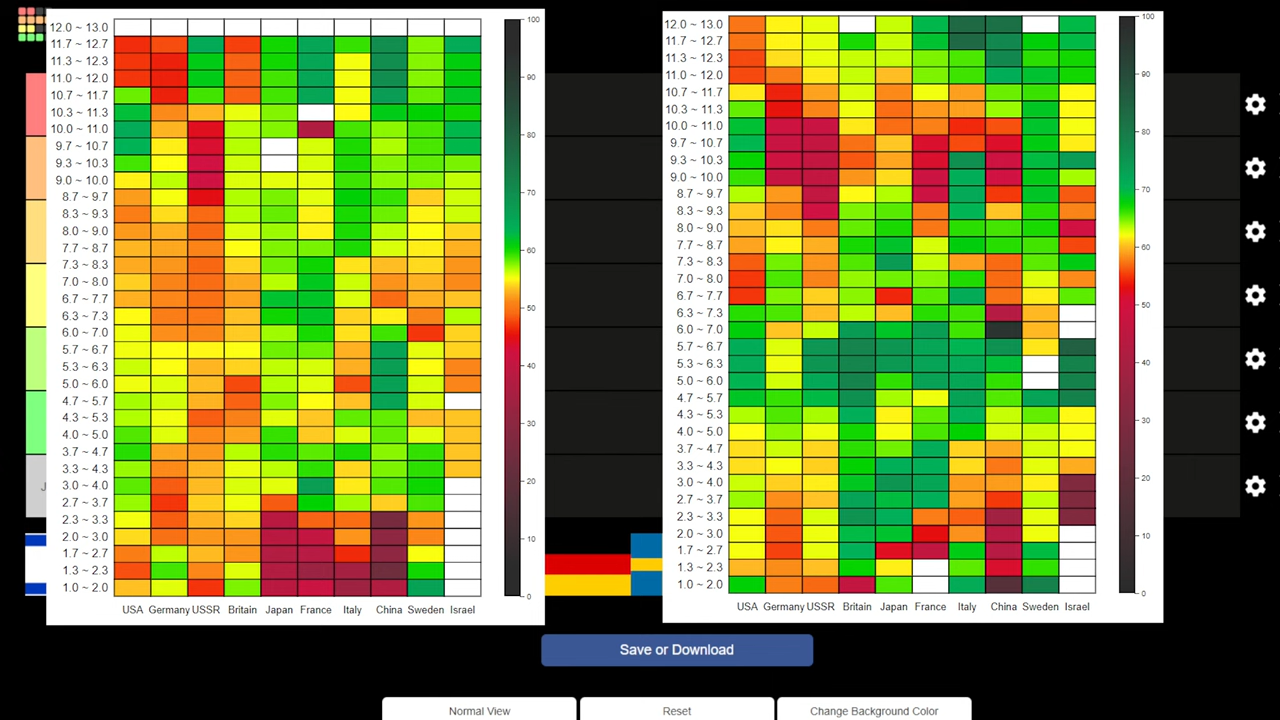 12.0 ~ 13.0
11.7 ~ 12.7
11.3 ~ 12.3
11.0 ~ 12.0
10.7 ~ 11.7
10.3 ~ 11.3
10.0 ~ 11.0
9.7 ~ 10.7
9.3 ~ 10.3
9.0 ~ 10.0
8.7 ~ 9.7
8.3 ~ 9.3
8.0 ~ 9.0
7.7 ~ 8.7
7.3 ~ 8.3
7.0 ~ 8.0
6.7 ~ 7.7
6.3 ~ 7.3
6.0 ~ 7.0
5.7 ~ 6.7
5.3 ~ 6.3
5.0 ~ 6.0
4.7 ~ 5.7
4.3 ~ 5.3
4.0 ~ 5.0
3.7 ~ 4.7
3.3 ~ 4.3
3.0 ~ 4.0
2.7 ~ 3.7
2.3 ~ 3.3
2.0 ~ 3.0
1.7 ~ 2.7
1.3 ~ 2.3
1.0 ~ 2.0
USA Germany USSR Britain Japan France Italy China Sweden Israel
100
90
80
70
60
50
40
30
20
10
0
12.0 ~ 13.0
11.7 ~ 12.7
11.3 ~ 12.3
11.0 ~ 12.0
10.7 ~ 11.7
10.3 ~ 11.3
10.0 ~ 11.0
9.7 ~ 10.7
9.3 ~ 10.3
9.0 ~ 10.0
8.7 ~ 9.7
8.3 ~ 9.3
8.0 ~ 9.0
7.7 ~ 8.7
7.3 ~ 8.3
7.0 ~ 8.0
6.7 ~ 7.7
6.3 ~ 7.3
6.0 ~ 7.0
5.7 ~ 6.7
5.3 ~ 6.3
5.0 ~ 6.0
4.7 ~ 5.7
4.3 ~ 5.3
4.0 ~ 5.0
3.7 ~ 4.7
3.3 ~ 4.3
3.0 ~ 4.0
2.7 ~ 3.7
2.3 ~ 3.3
2.0 ~ 3.0
1.7 ~ 2.7
1.3 ~ 2.3
1.0 ~ 2.0
USA Germany USSR Britain Japan France Italy China Sweden Israel
100
90
80
70
60
50
40
30
20
10
0
Save or Download
Normal View
Reset
Change Background Color